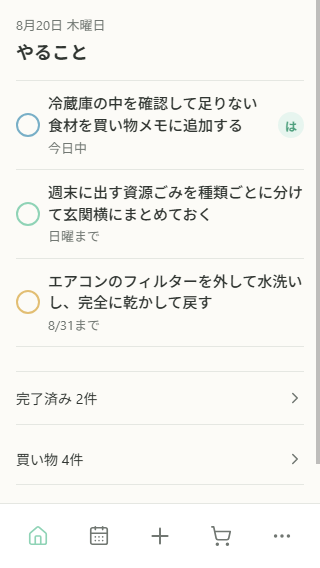 8月20日 木曜日
やること
冷蔵庫の中を確認して足りない
食材を買い物メモに追加する
は
今日中
週末に出す資源ごみを種類ごとに分け
て玄関横にまとめておく
日曜まで
エアコンのフィルターを外して水洗い
し、完全に乾かして戻す
8/31まで
完了済み 2件
買い物 4件